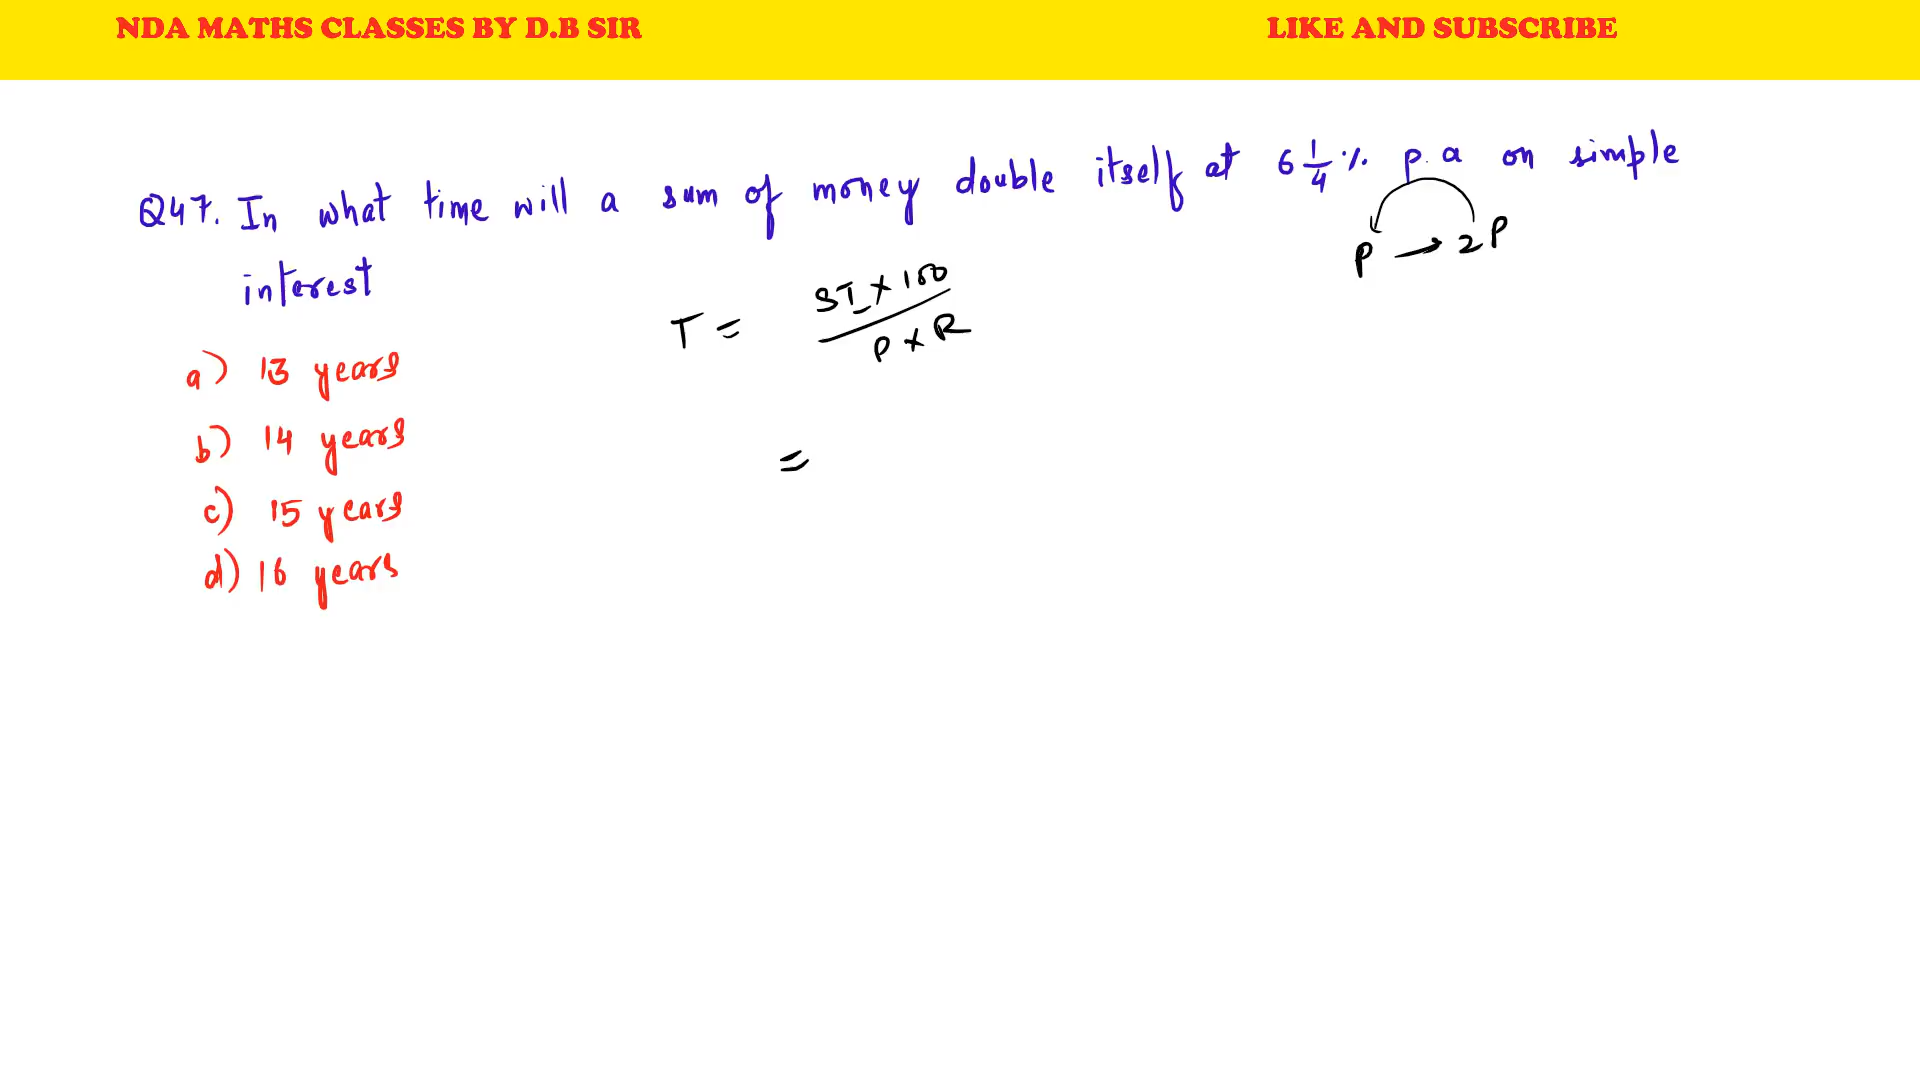 NDA MATHS CLASSES BY D.B SIR
LIKE AND SUBSCRIBE
Q47. In what time will a sum of money double itself at 6 1/4 % p.a on simple
interest
P → 2P
T = SI × 100 / P × R
=
a) 13 years
b) 14 years
c) 15 years
d) 16 years